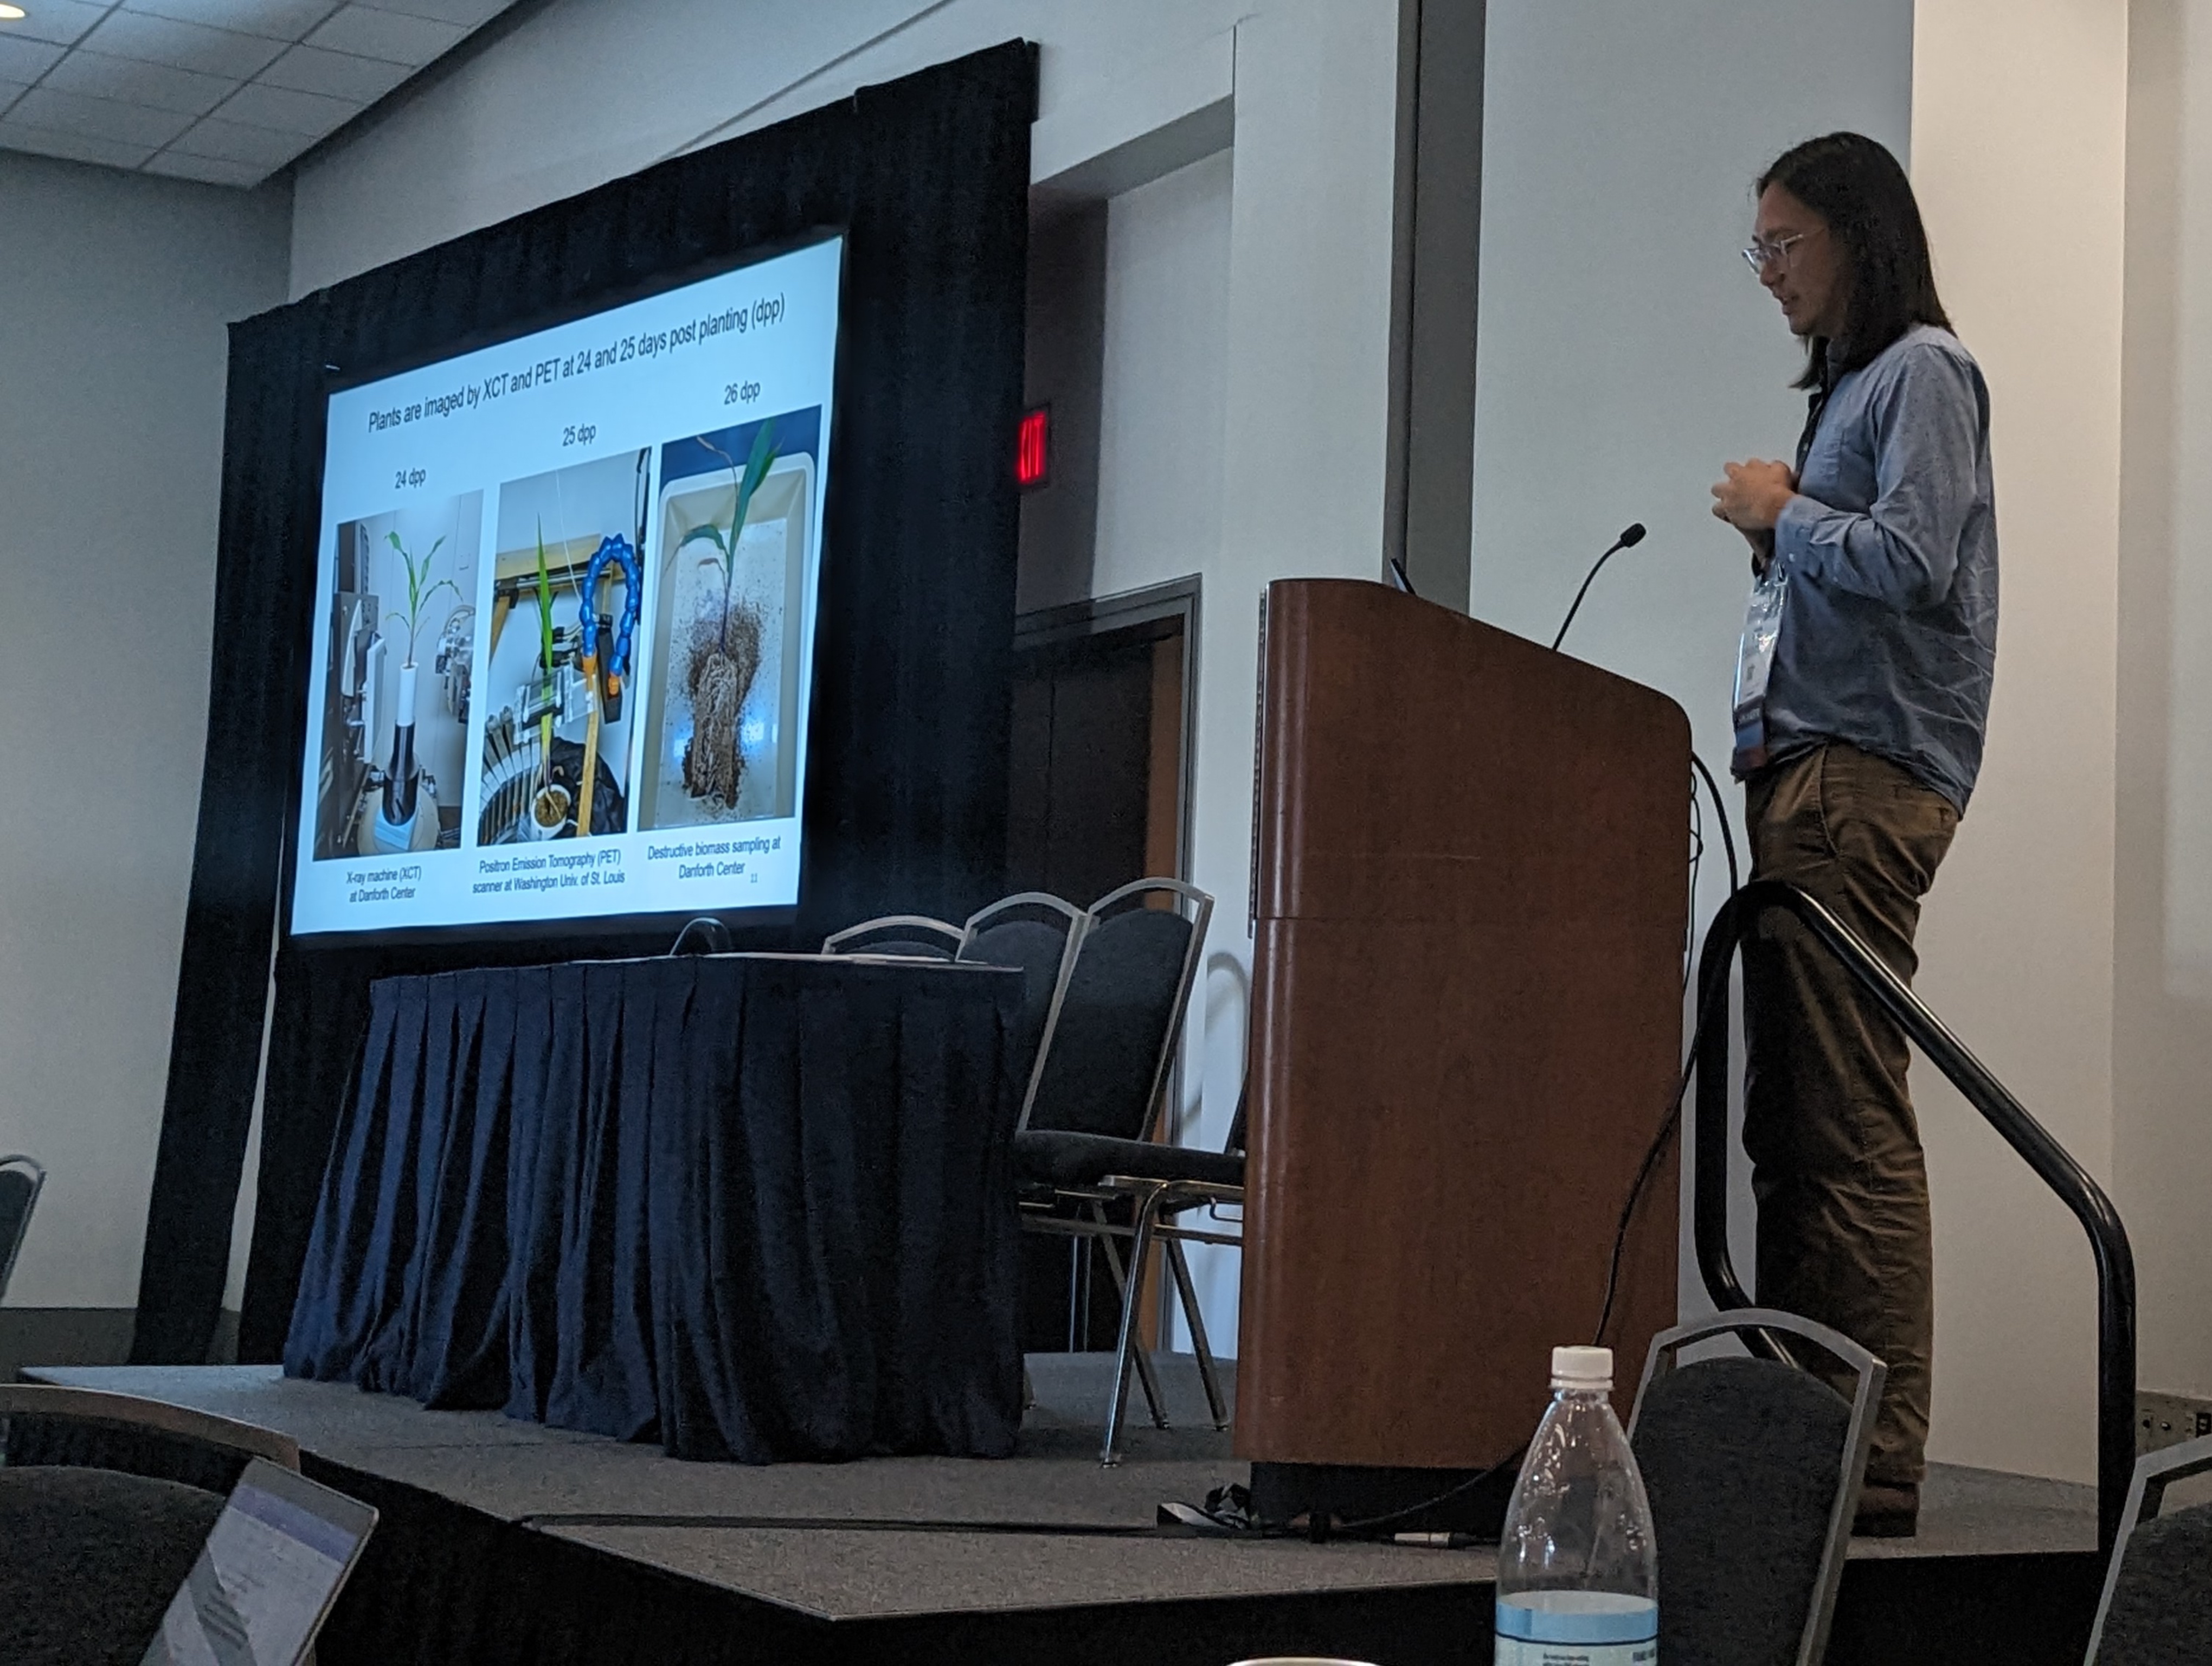 Plants are imaged by XCT and PET at 24 and 25 days post planting (dpp)
24 dpp
25 dpp
26 dpp
X-ray machine (XCT)
at Danforth Center
Positron Emission Tomography (PET)
scanner at Washington Univ. of St. Louis
Destructive biomass sampling at
Danforth Center
11
EXIT